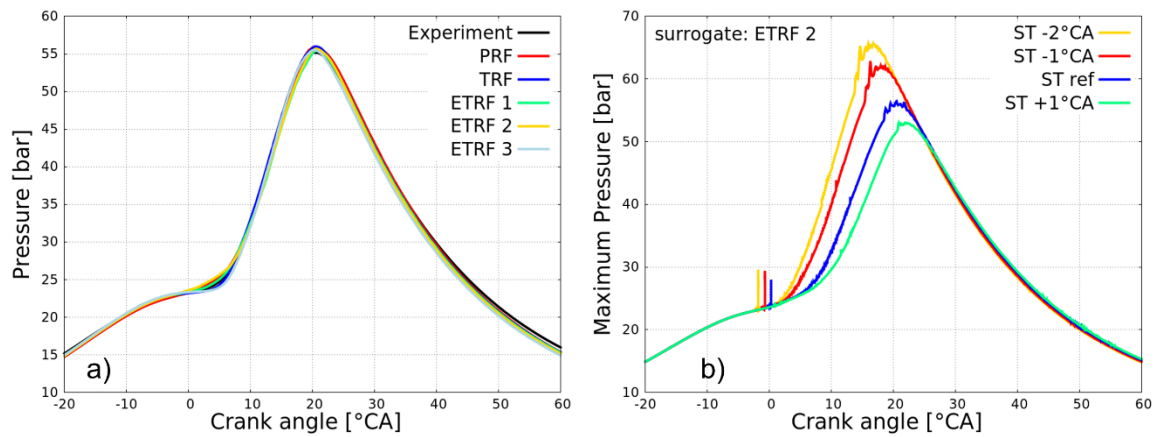 60
55
50
45
40
35
30
25
20
15
10
Pressure [bar]
Experiment
PRF
TRF
ETRF 1
ETRF 2
ETRF 3
a)
-20 -10 0 10 20 30 40 50 60
Crank angle [°CA]
70
60
50
40
30
20
10
Maximum Pressure [bar]
surrogate: ETRF 2
ST -2°CA
ST -1°CA
ST ref
ST +1°CA
b)
-20 -10 0 10 20 30 40 50 60
Crank angle [°CA]